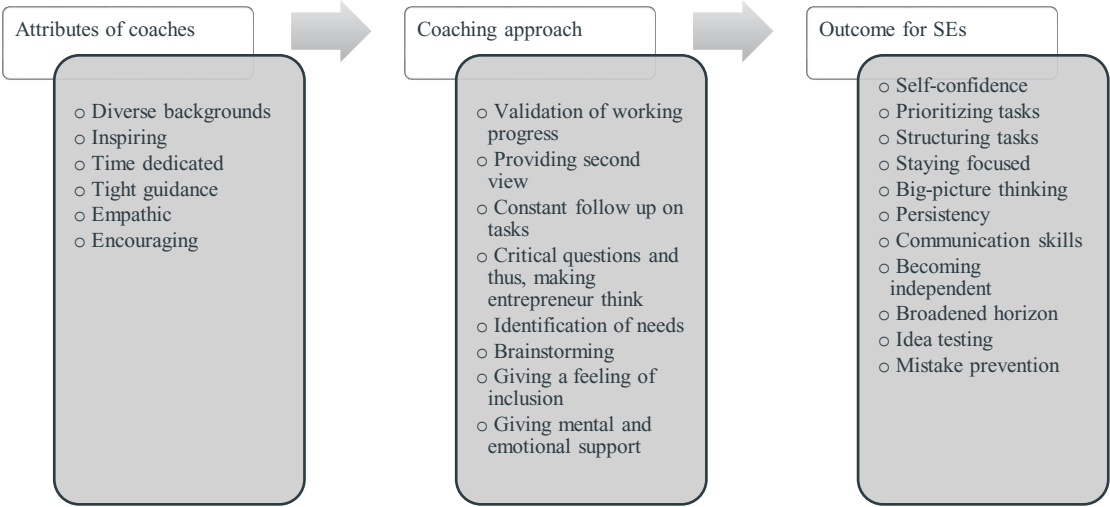 Attributes of coaches
○ Diverse backgrounds
○ Inspiring
○ Time dedicated
○ Tight guidance
○ Empathic
○ Encouraging
Coaching approach
○ Validation of working
progress
○ Providing second
view
○ Constant follow up on
tasks
○ Critical questions and
thus, making
entrepreneur think
○ Identification of needs
○ Brainstorming
○ Giving a feeling of
inclusion
○ Giving mental and
emotional support
Outcome for SEs
○ Self-confidence
○ Prioritizing tasks
○ Structuring tasks
○ Staying focused
○ Big-picture thinking
○ Persistency
○ Communication skills
○ Becoming
independent
○ Broadened horizon
○ Idea testing
○ Mistake prevention